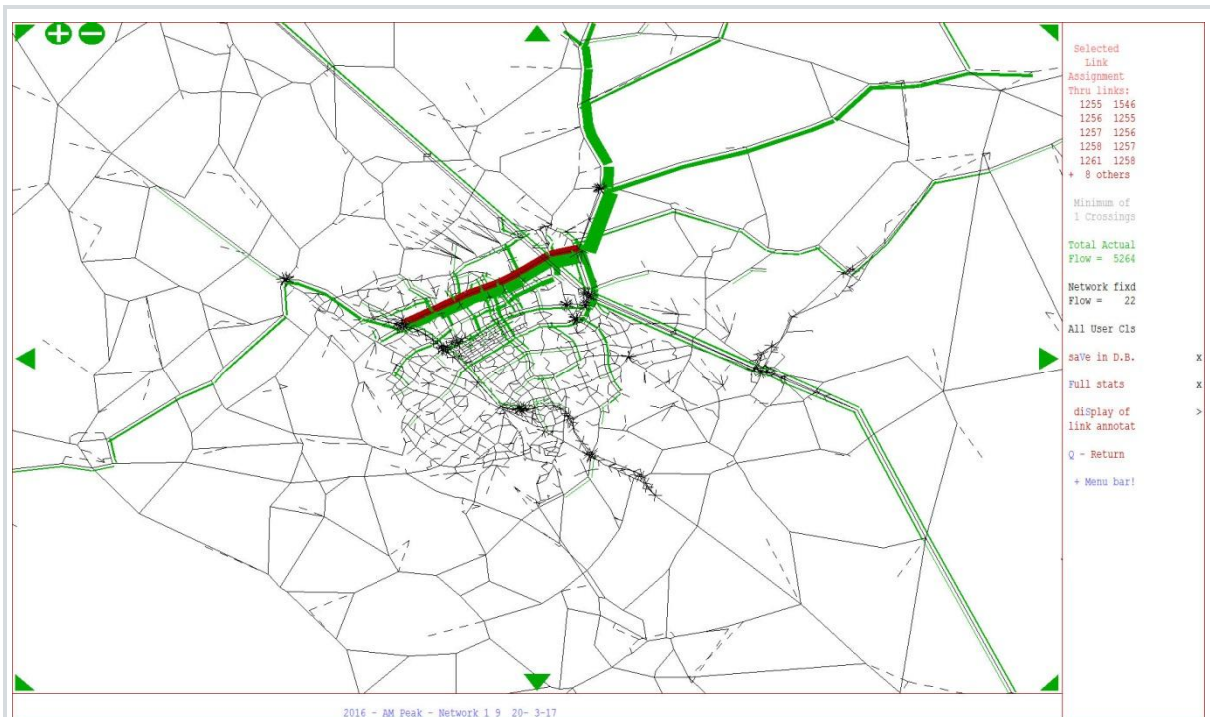 Selected
Link
Assignment
Thru links:
1255 1546
1256 1255
1257 1256
1258 1257
1261 1258
+ 8 others
Minimum of
1 Crossings
Total Actual
Flow = 5264
Network fixd
Flow = 22
All User Cls
saVe in D.B. x
Full stats x
diSplay of >
link annotat
Q - Return
+ Menu bar!
2016 - AM Peak - Network 1 9 20- 3-17